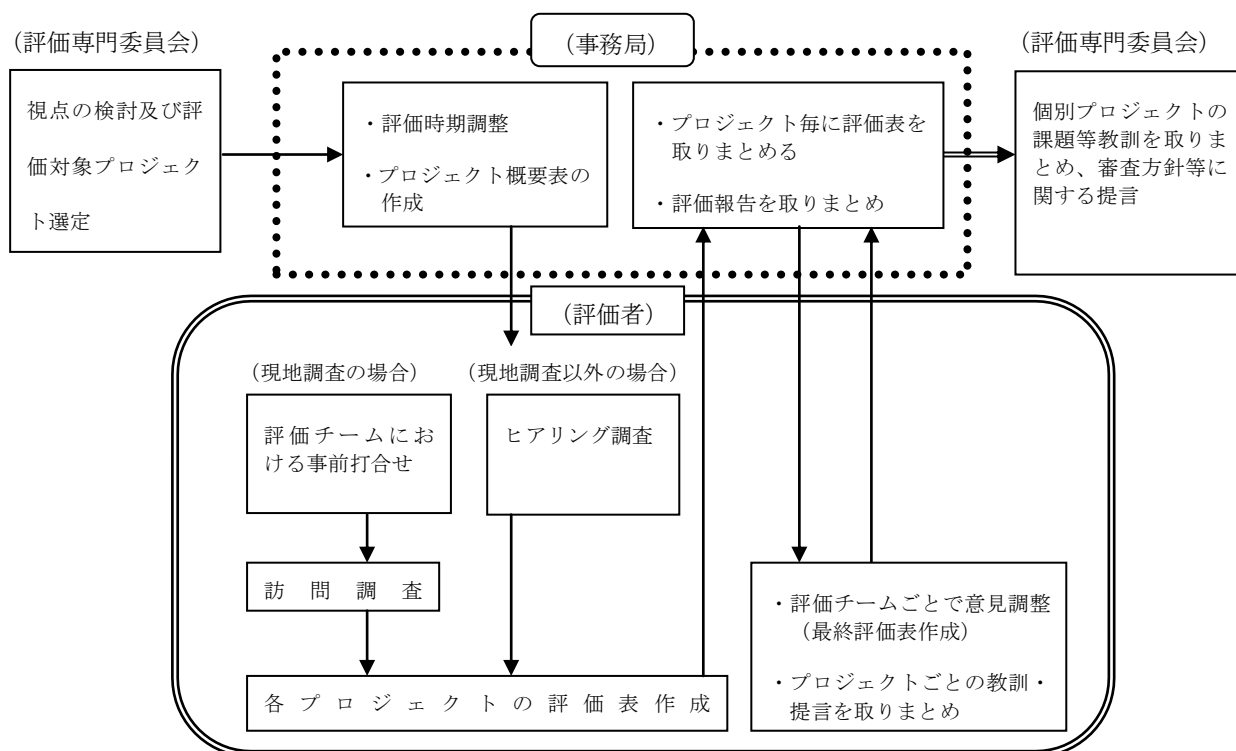 （評価専門委員会）
視点の検討及び評
価対象プロジェク
ト選定
（事務局）
・評価時期調整
・プロジェクト概要表の
作成
・プロジェクト毎に評価表を
取りまとめる
・評価報告を取りまとめ
（評価専門委員会）
個別プロジェクトの
課題等教訓を取りま
とめ、審査方針等に
関する提言
（評価者）
（現地調査の場合）
評価チームにお
ける事前打合せ
訪問調査
（現地調査以外の場合）
ヒアリング調査
各プロジェクトの評価表作成
・評価チームごとで意見調整
（最終評価表作成）
・プロジェクトごとの教訓・
提言を取りまとめ